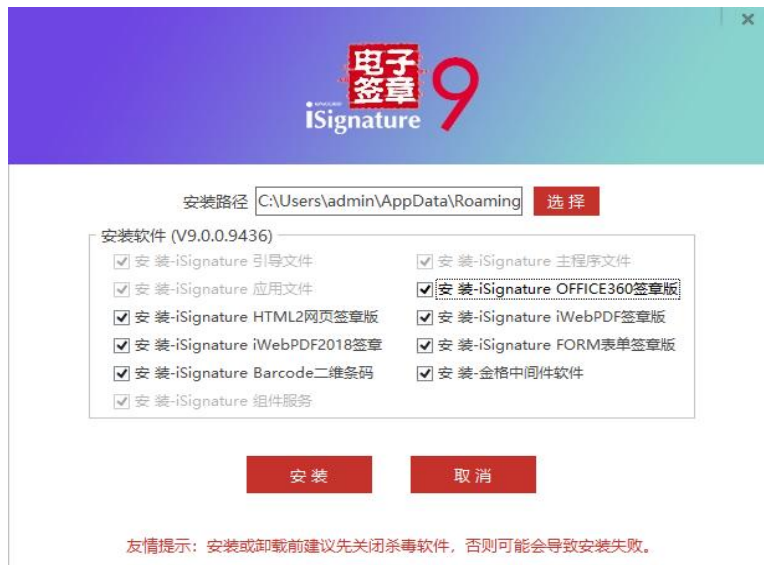 电子
签章
iSignature 9
安装路径 C:\Users\admin\AppData\Roaming 选 择
安装软件 (V9.0.0.9436)
安 装-iSignature 引导文件 安 装-iSignature 主程序文件
安 装-iSignature 应用文件 安 装-iSignature OFFICE360签章版
安 装-iSignature HTML2网页签章版 安 装-iSignature iWebPDF签章版
安 装-iSignature iWebPDF2018签章 安 装-iSignature FORM表单签章版
安 装-iSignature Barcode二维条码 安 装-金格中间件软件
安 装-iSignature 组件服务
安 装 取 消
友情提示：安装或卸载前建议先关闭杀毒软件，否则可能会导致安装失败。